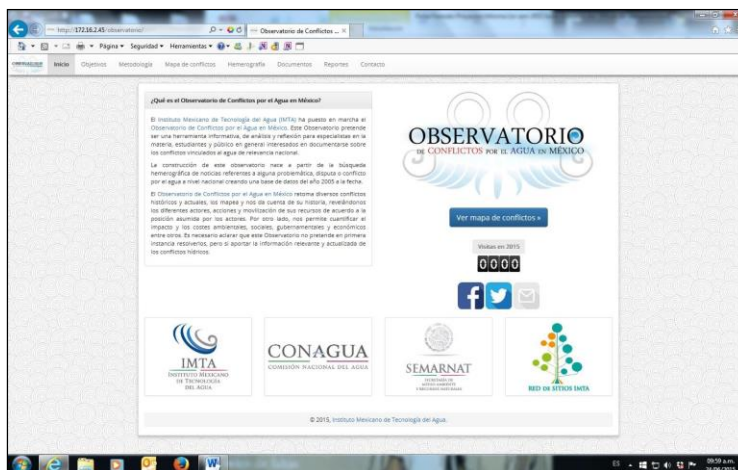 http://172.16.2.45/observatorio/
Observatorio de Conflictos ...
Página Seguridad Herramientas
Inicio Objetivos Metodología Mapa de conflictos Hemerografía Documentos Reportes Contacto
¿Qué es el Observatorio de Conflictos por el Agua en México?
El Instituto Mexicano de Tecnología del Agua (IMTA) ha puesto en marcha el
Observatorio de Conflictos por el Agua en México. Este Observatorio pretende
ser una herramienta informativa, de análisis y reflexión para especialistas en la
materia, estudiantes y público en general interesados en documentarse sobre
los conflictos vinculados al agua de relevancia nacional.
La construcción de este observatorio nace a partir de la búsqueda
hemerográfica de noticias referentes a alguna problemática, disputa o conflicto
por el agua a nivel nacional creando una base de datos del año 2005 a la fecha.
El Observatorio de Conflictos por el Agua en México retoma diversos conflictos
históricos y actuales, los mapea y nos da cuenta de su historia, revelándonos
los diferentes actores, acciones y movilización de sus recursos de acuerdo a la
posición asumida por los actores. Por otro lado, nos permite cuantificar el
impacto y los costes ambientales, sociales, gubernamentales y económicos
entre otros. Es necesario aclarar que este Observatorio no pretende en primera
instancia resolverlos, pero si aportar la información relevante y actualizada de
los conflictos hídricos.
OBSERVATORIO
DE CONFLICTOS POR EL AGUA EN MÉXICO
Ver mapa de conflictos »
Visitas en 2015
0000
IMTA
INSTITUTO MEXICANO
DE TECNOLOGÍA
DEL AGUA
CONAGUA
COMISIÓN NACIONAL DEL AGUA
SEMARNAT
SECRETARÍA DE
MEDIO AMBIENTE
Y RECURSOS NATURALES
RED DE SITIOS IMTA
© 2015, Instituto Mexicano de Tecnología del Agua.
ES
09:59 a.m.